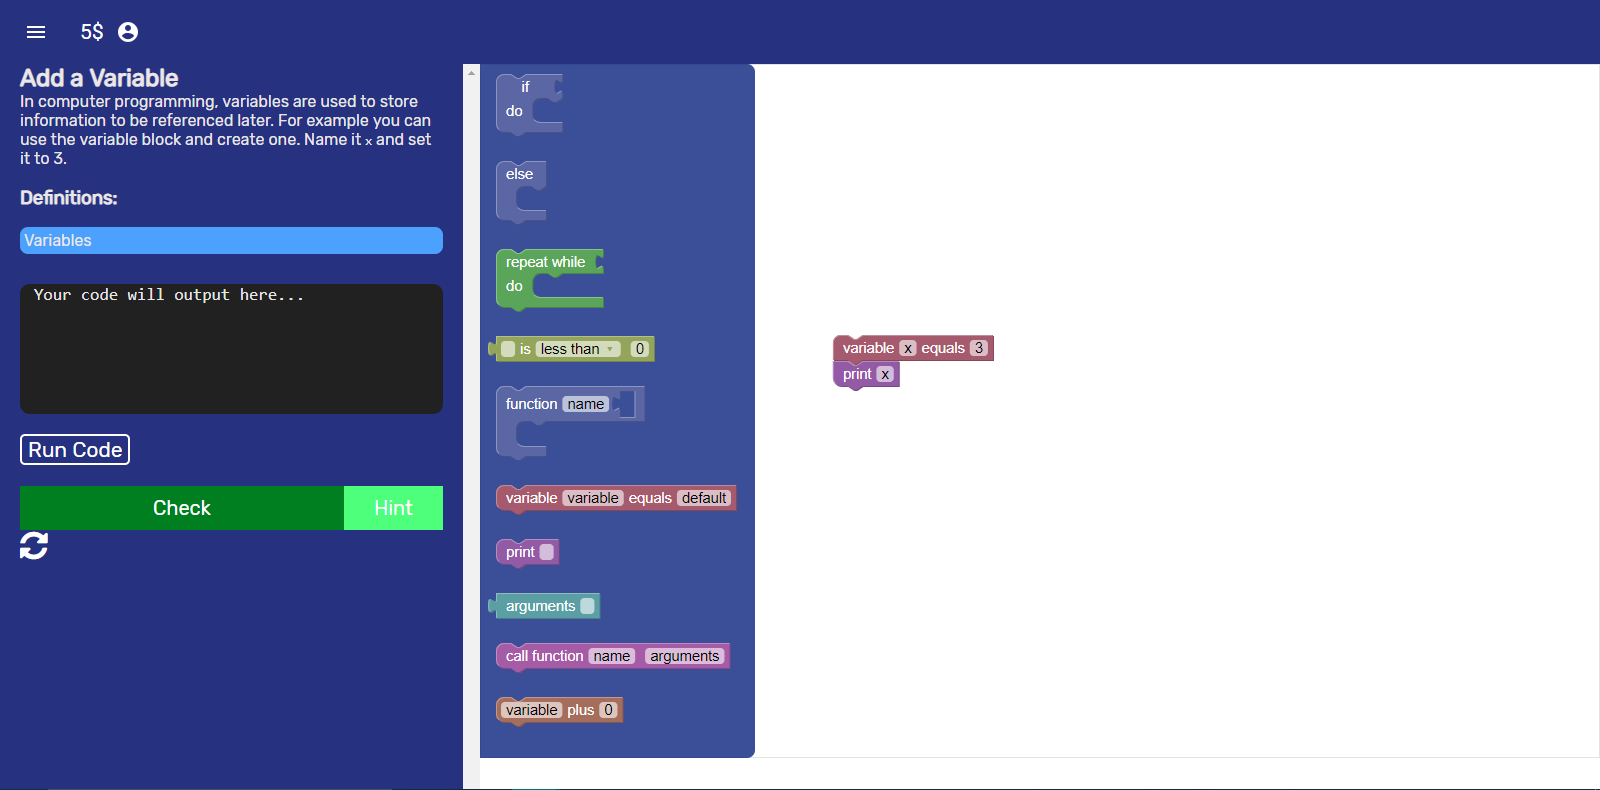 5$
Add a Variable
In computer programming, variables are used to store
information to be referenced later. For example you can
use the variable block and create one. Name it x and set
it to 3.
Definitions:
Variables
Your code will output here...
Run Code
Check Hint
if
do
else
repeat while
do
is less than 0
function name
variable variable equals default
print
arguments
call function name arguments
variable plus 0
variable x equals 3
print x